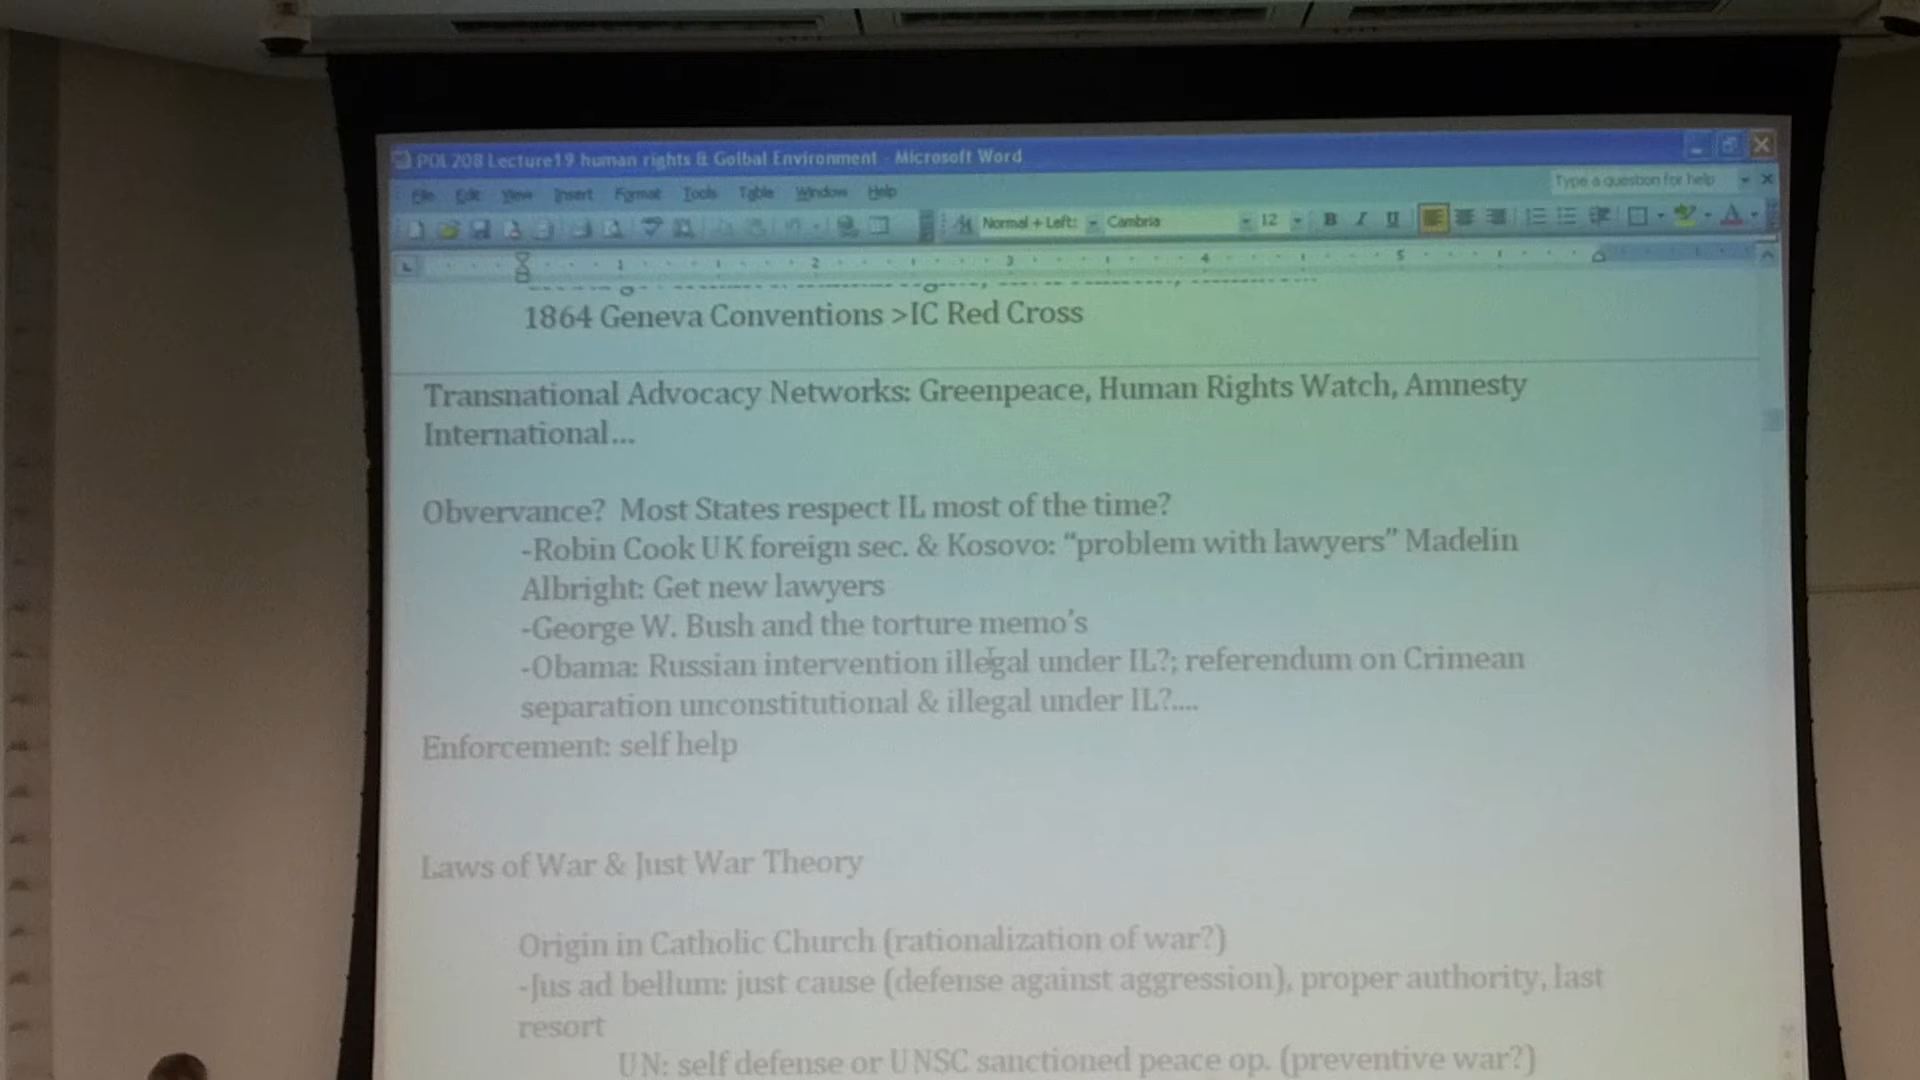 POL 208 Lecture19 human rights & Golbal Environment - Microsoft Word
File Edit View Insert Format Tools Table Window Help
Type a question for help
Normal + Left: Cambria 12 B I U
1 2 3 4 5
1864 Geneva Conventions >IC Red Cross
Transnational Advocacy Networks: Greenpeace, Human Rights Watch, Amnesty
International...
Obvervance? Most States respect IL most of the time?
-Robin Cook UK foreign sec. & Kosovo: “problem with lawyers” Madelin
Albright: Get new lawyers
-George W. Bush and the torture memo’s
-Obama: Russian intervention illegal under IL?; referendum on Crimean
separation unconstitutional & illegal under IL?....
Enforcement: self help
Laws of War & Just War Theory
Origin in Catholic Church (rationalization of war?)
-Jus ad bellum: just cause (defense against aggression), proper authority, last
resort
UN: self defense or UNSC sanctioned peace op. (preventive war?)